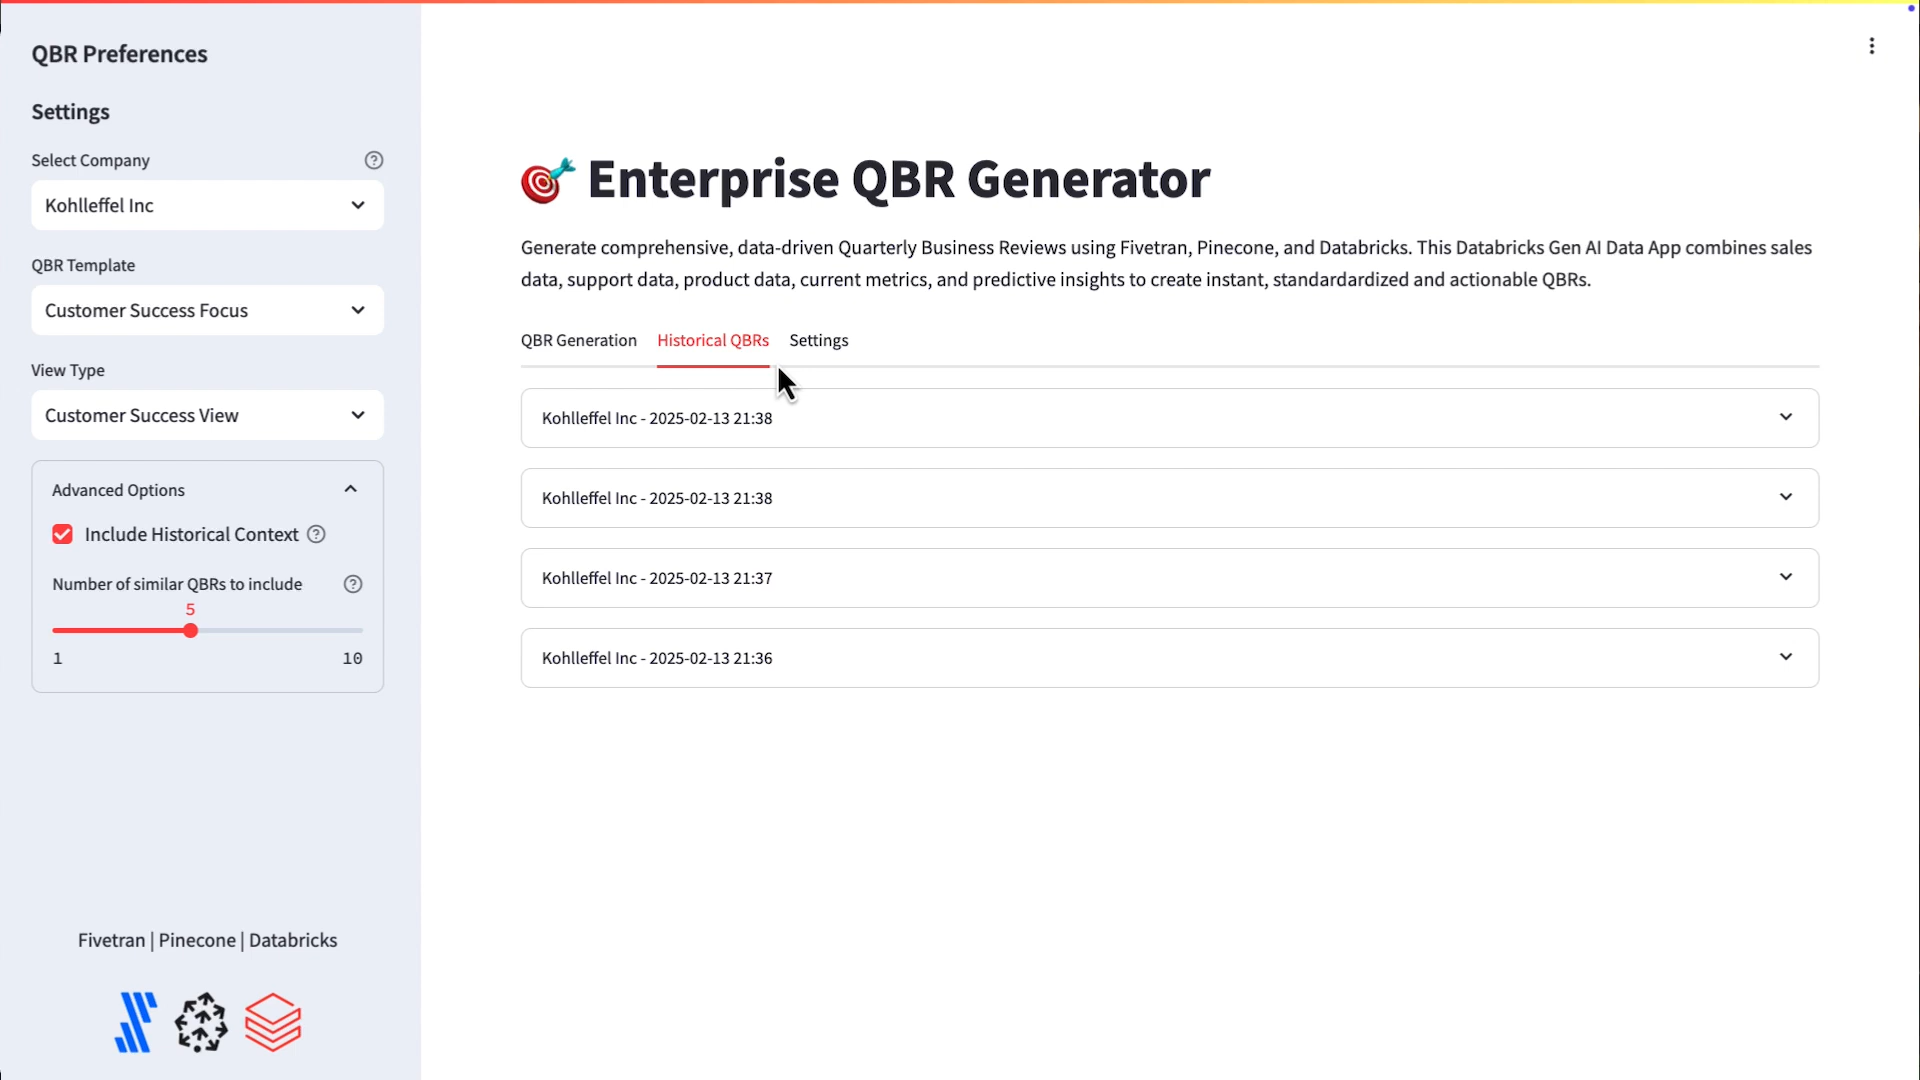 QBR Preferences
Settings
Select Company
Kohlleffel Inc
QBR Template
Customer Success Focus
View Type
Customer Success View
Advanced Options
Include Historical Context
Number of similar QBRs to include
5
1 10
Fivetran | Pinecone | Databricks
Enterprise QBR Generator
Generate comprehensive, data-driven Quarterly Business Reviews using Fivetran, Pinecone, and Databricks. This Databricks Gen AI Data App combines sales
data, support data, product data, current metrics, and predictive insights to create instant, standardardized and actionable QBRs.
QBR Generation Historical QBRs Settings
Kohlleffel Inc - 2025-02-13 21:38
Kohlleffel Inc - 2025-02-13 21:38
Kohlleffel Inc - 2025-02-13 21:37
Kohlleffel Inc - 2025-02-13 21:36